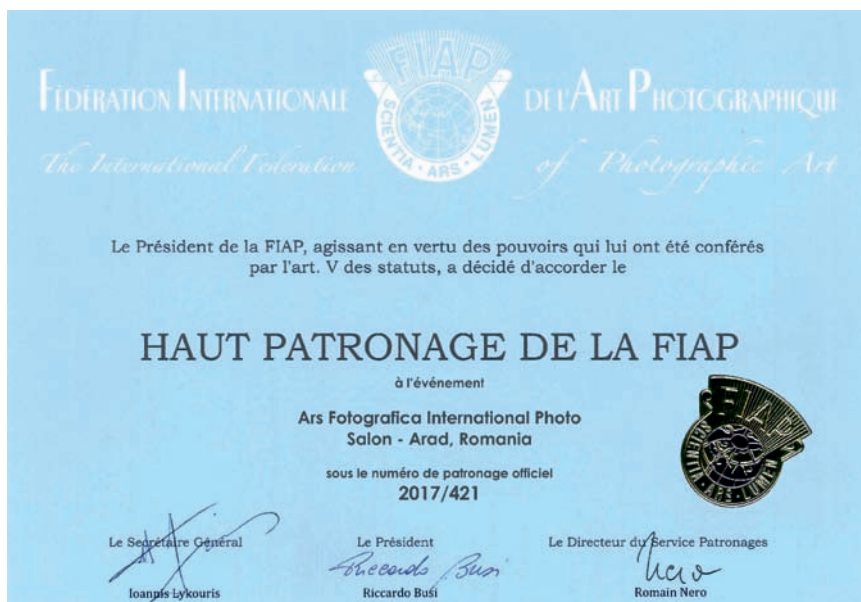 FIAP
FÉDÉRATION INTERNATIONALE DE L'ART PHOTOGRAPHIQUE
SCIENTIA · ARS · LUMEN
The International Federation of Photographic Art
Le Président de la FIAP, agissant en vertu des pouvoirs qui lui ont été conférés
par l'art. V des statuts, a décidé d'accorder le
HAUT PATRONAGE DE LA FIAP
à l'événement
Ars Fotografica International Photo
Salon - Arad, Romania
sous le numéro de patronage officiel
2017/421
FIAP
SCIENTIA · ARS · LUMEN
Le Secrétaire Général Le Président Le Directeur du Service Patronages
Riccardo Busi Nero
Ioannis Lykouris Riccardo Busi Romain Nero